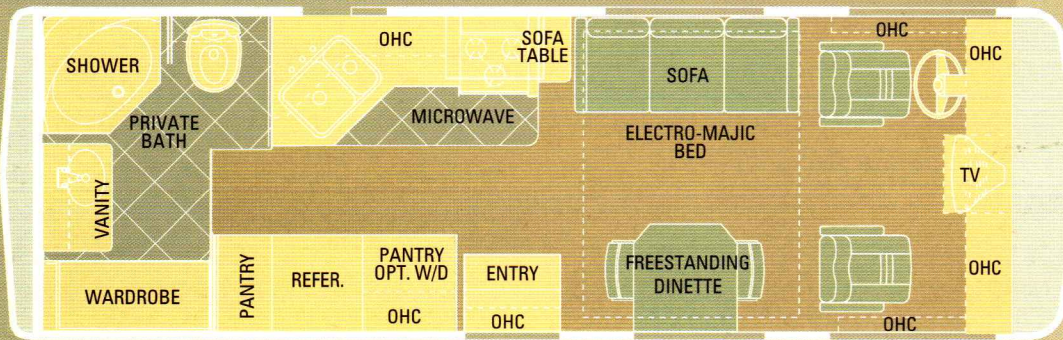 SHOWER
PRIVATE
BATH
VANITY
WARDROBE
OHC
SOFA
TABLE
MICROWAVE
PANTRY
REFER.
PANTRY
OPT. W/D
OHC
ENTRY
OHC
SOFA
ELECTRO-MAJIC
BED
FREESTANDING
DINETTE
OHC
OHC
TV
OHC
OHC